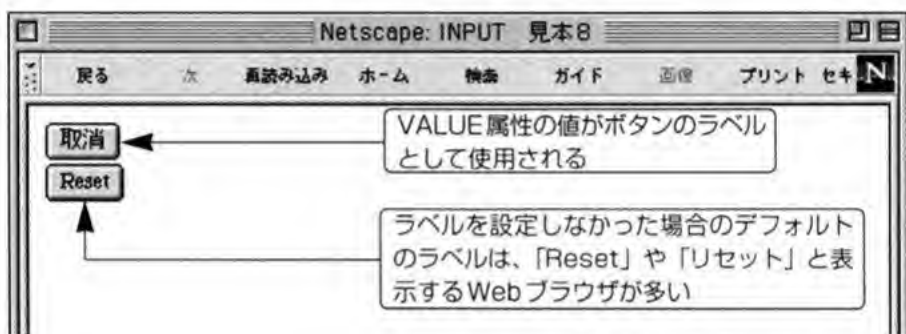 Netscape: INPUT 見本8
戻る 次 再読み込み ホーム 検索 ガイド 画像 プリント セキ N
取消
VALUE属性の値がボタンのラベル
として使用される
Reset
ラベルを設定しなかった場合のデフォルト
のラベルは、「Reset」や「リセット」と表
示するWebブラウザが多い